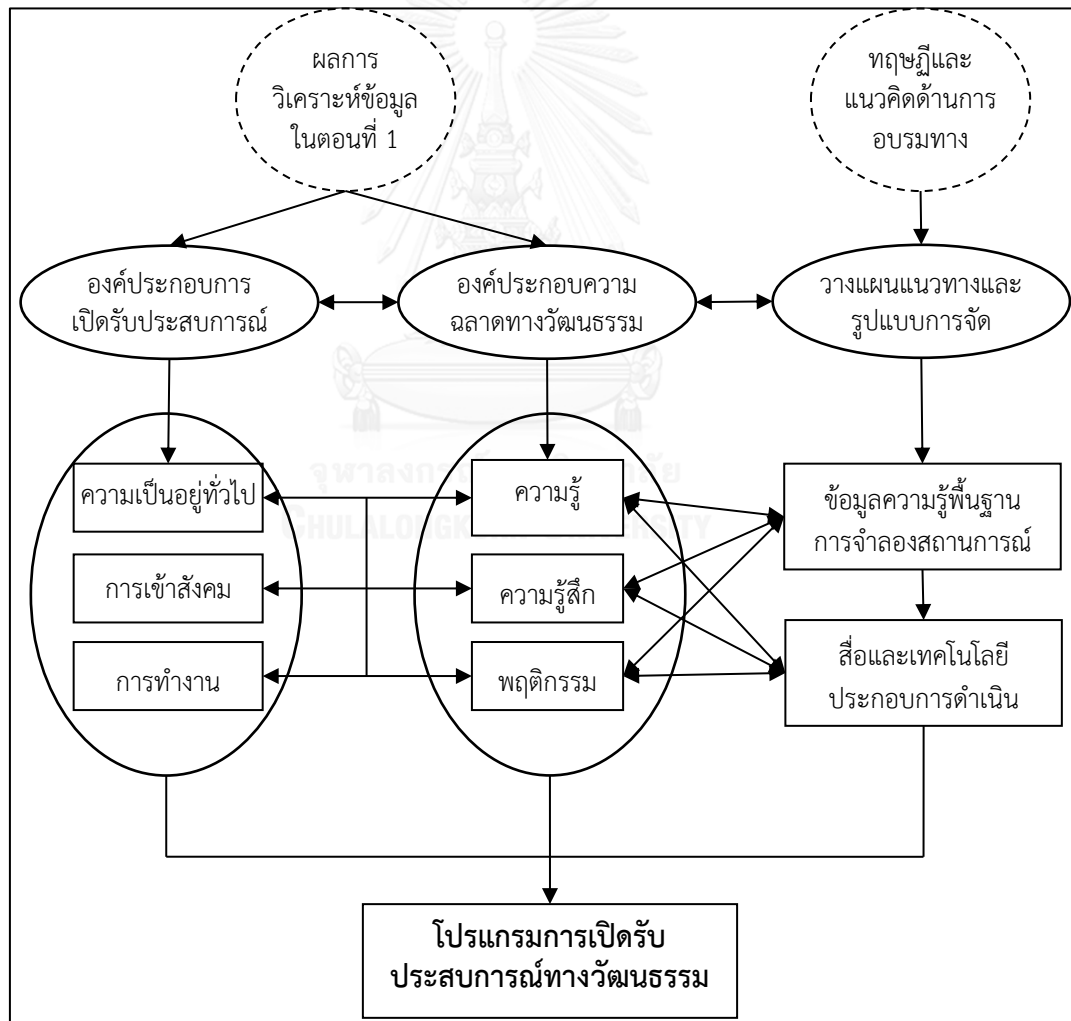 ผลการ
วิเคราะห์ข้อมูล
ในตอนที่ 1
ทฤษฏีและ
แนวคิดด้านการ
อบรมทาง
องค์ประกอบการ
เปิดรับประสบการณ์
องค์ประกอบความ
ฉลาดทางวัฒนธรรม
วางแผนแนวทางและ
รูปแบบการจัด
ความเป็นอยู่ทั่วไป
การเข้าสังคม
การทำงาน
ความรู้
ความรู้สึก
พฤติกรรม
ข้อมูลความรู้พื้นฐาน
การจำลองสถานการณ์
สื่อและเทคโนโลยี
ประกอบการดำเนิน
CHULALONGKORN UNIVERSITY
โปรแกรมการเปิดรับ
ประสบการณ์ทางวัฒนธรรม